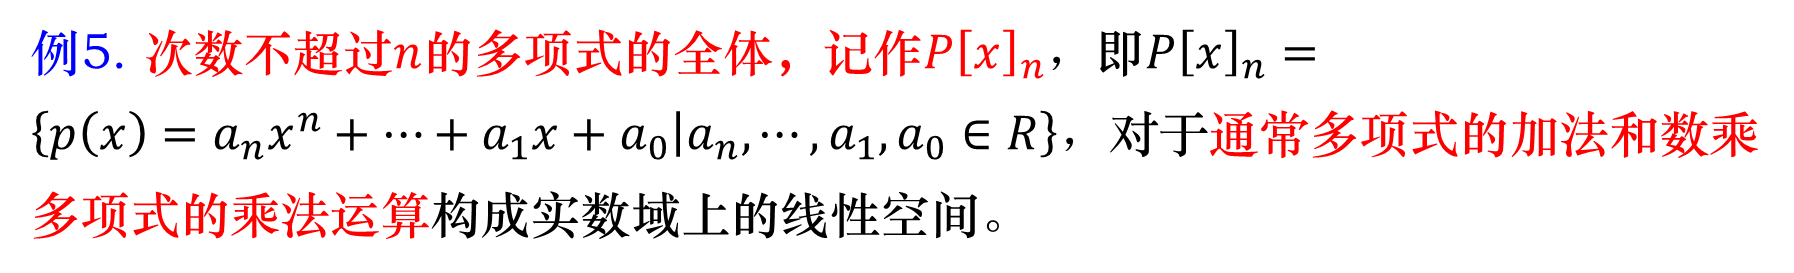 例5. 次数不超过n的多项式的全体，记作P[x]ₙ，即P[x]ₙ =
{p(x) = aₙxⁿ + ⋯ + a₁x + a₀|aₙ,⋯,a₁,a₀ ∈ R}，对于通常多项式的加法和数乘
多项式的乘法运算构成实数域上的线性空间。